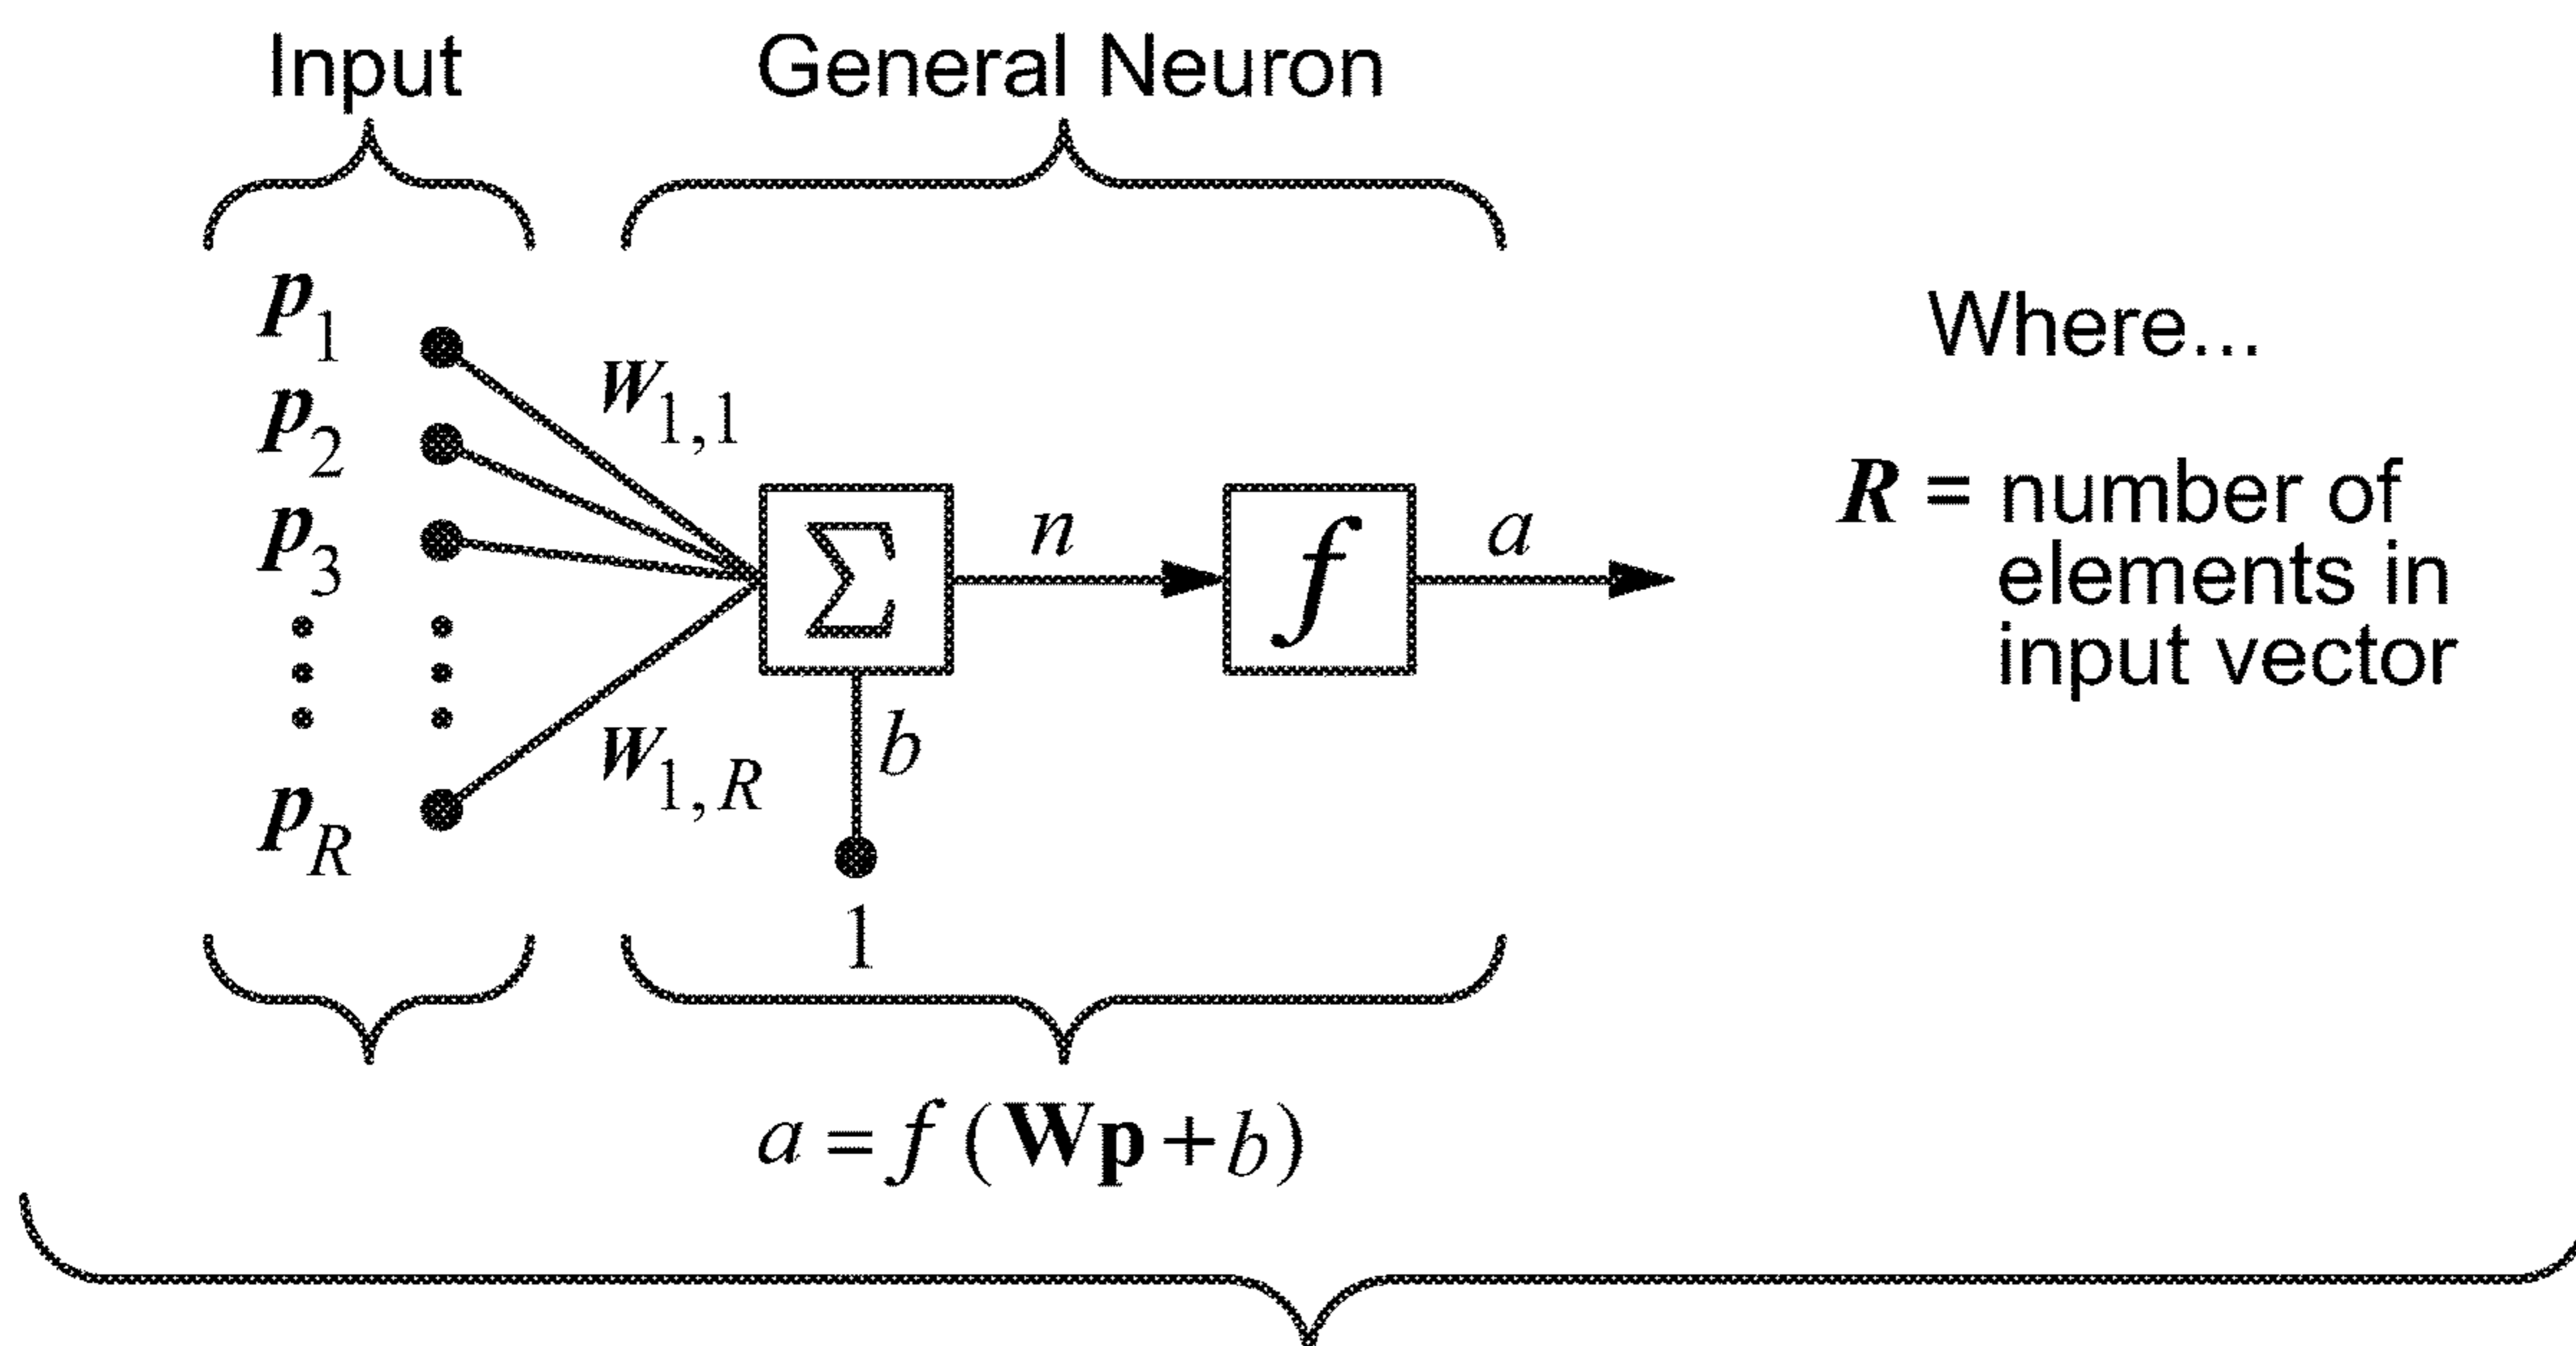 Input
General Neuron
p1
p2
p3
pR
w1,1
w1,R
Σ
n
f
a
b
1
Where...
R = number of
elements in
input vector
a = f (Wp + b)